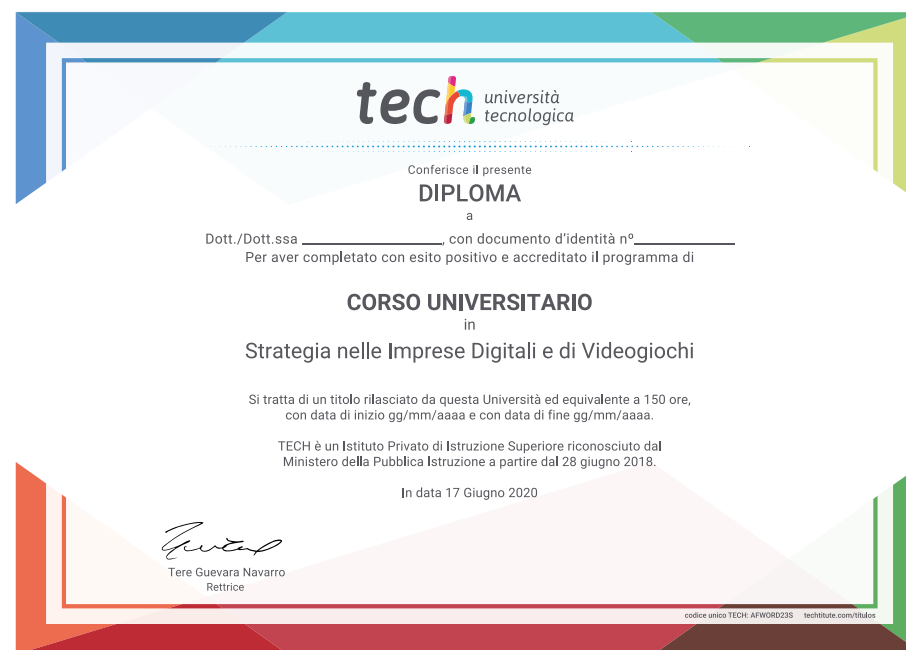 tech università
tecnologica
Conferisce il presente
DIPLOMA
a
Dott./Dott.ssa ____________________, con documento d'identità nº______________
Per aver completato con esito positivo e accreditato il programma di
CORSO UNIVERSITARIO
in
Strategia nelle Imprese Digitali e di Videogiochi
Si tratta di un titolo rilasciato da questa Università ed equivalente a 150 ore,
con data di inizio gg/mm/aaaa e con data di fine gg/mm/aaaa.
TECH è un Istituto Privato di Istruzione Superiore riconosciuto dal
Ministero della Pubblica Istruzione a partire dal 28 giugno 2018.
In data 17 Giugno 2020
Tere Guevara Navarro
Rettrice
codice unico TECH: AFWORD23S techtitute.com/titulos